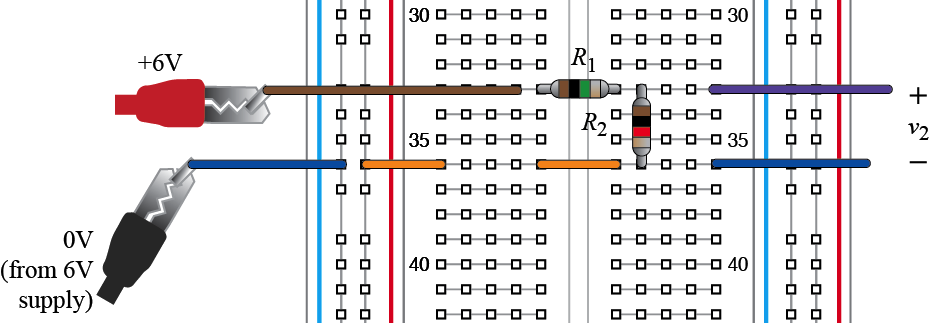 30
30
+6V
R1
+
R2
v2
35
35
−
0V
(from 6V
supply)
40
40